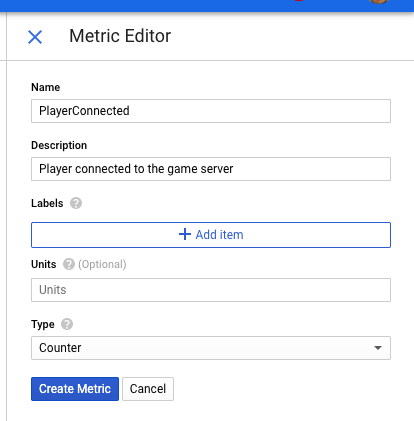 Metric Editor
Name
PlayerConnected
Description
Player connected to the game server
Labels ?
+ Add item
Units ? (Optional)
Units
Type ?
Counter
Create Metric Cancel